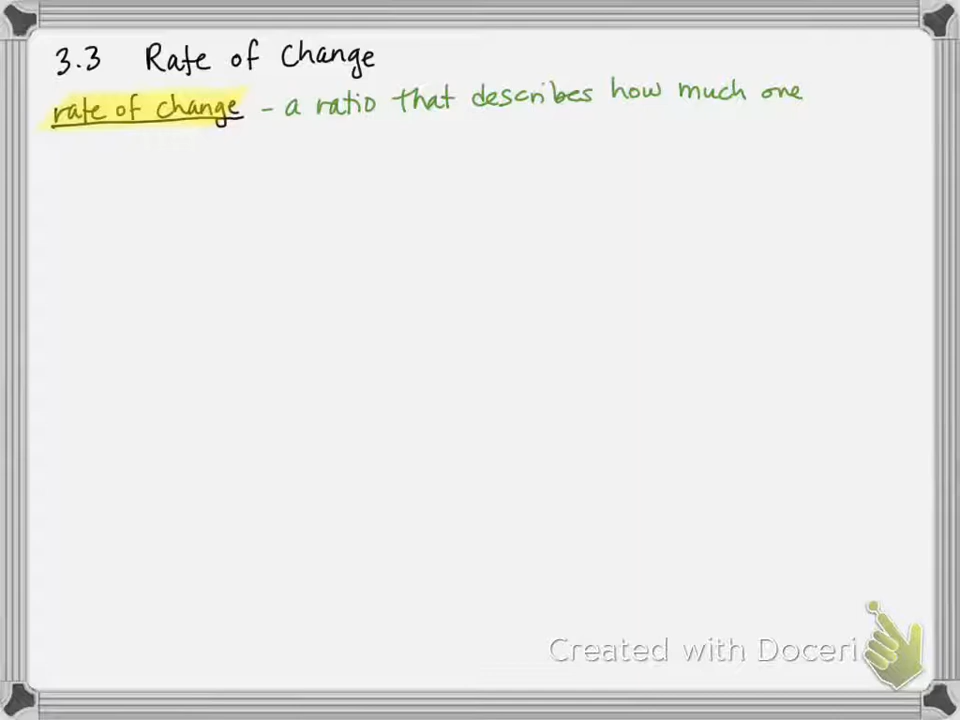 3.3 Rate of Change
rate of change - a ratio that describes how much one
Created with Doceri